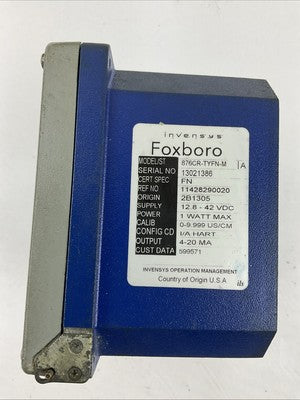 invensys
Foxboro
MODEL/ST 876CR-TYFN-M A
SERIAL NO 13021386
CERT SPEC FN
REF NO 11428290020
ORIGIN 2B1305
SUPPLY 12.8 - 42 VDC
POWER 1 WATT MAX
CALIB 0-9.999 US/CM
CONFIG CD I/A HART
OUTPUT 4-20 MA
CUST DATA 599571
INVENSYS OPERATION MANAGEMENT
Country of Origin U.S.A